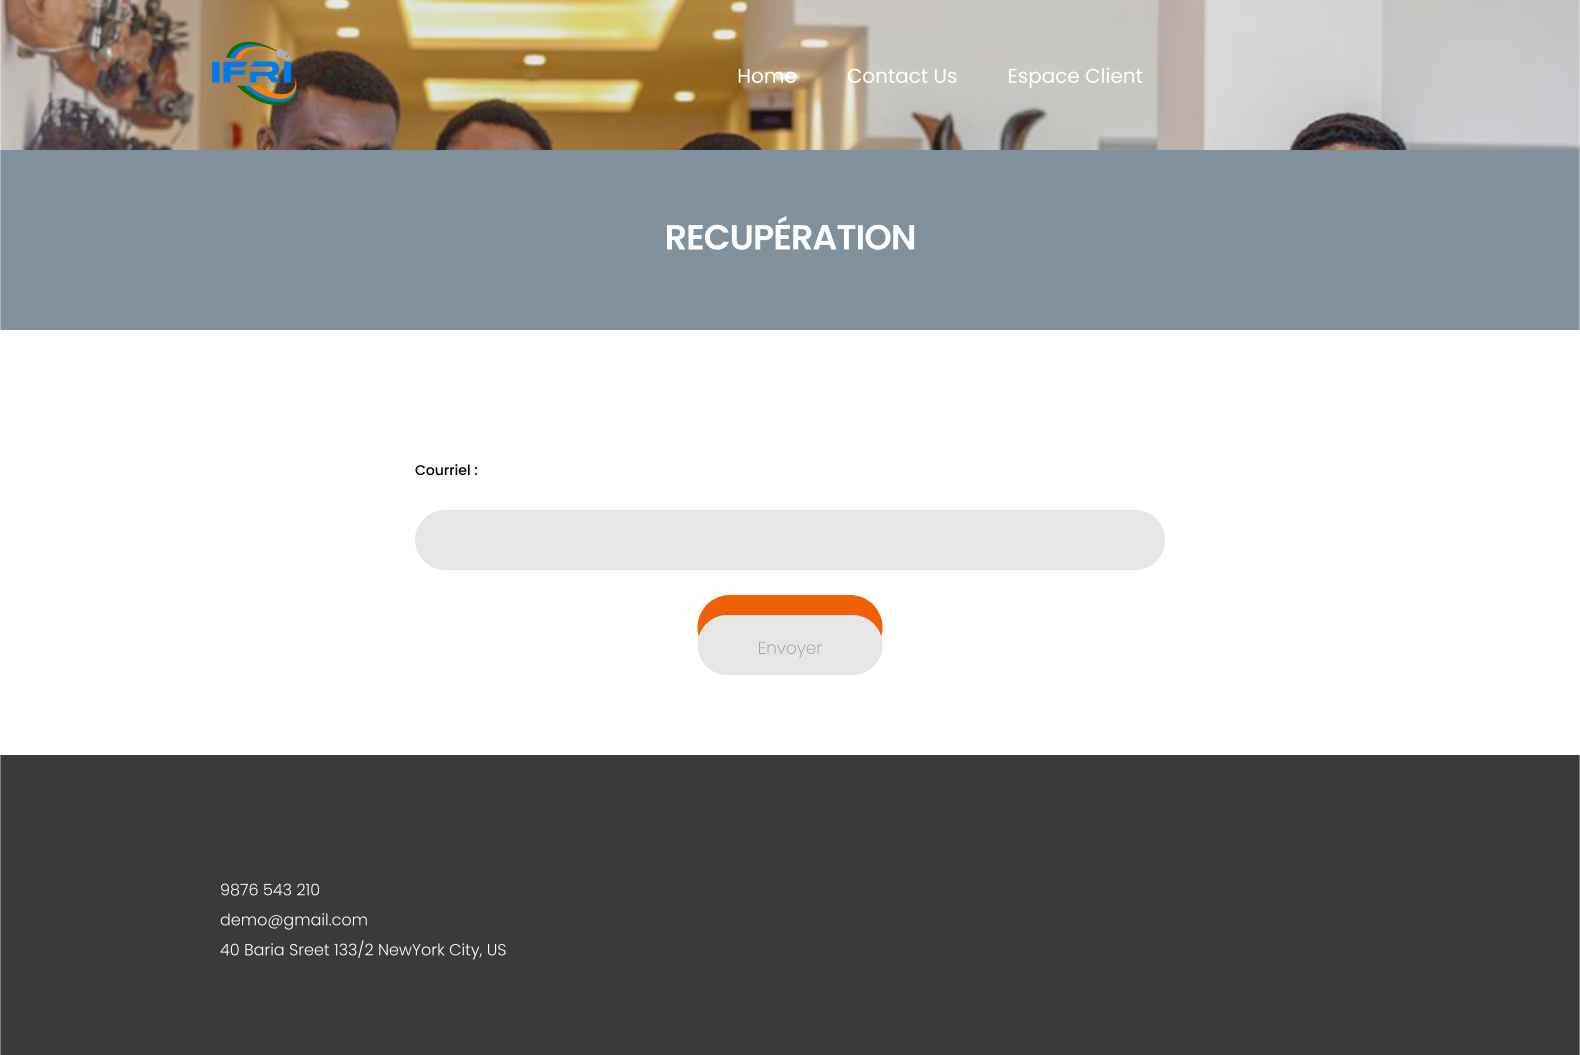 IFRI
Home Contact Us Espace Client
RECUPÉRATION
Courriel :
Envoyer
9876 543 210
demo@gmail.com
40 Baria Sreet 133/2 NewYork City, US